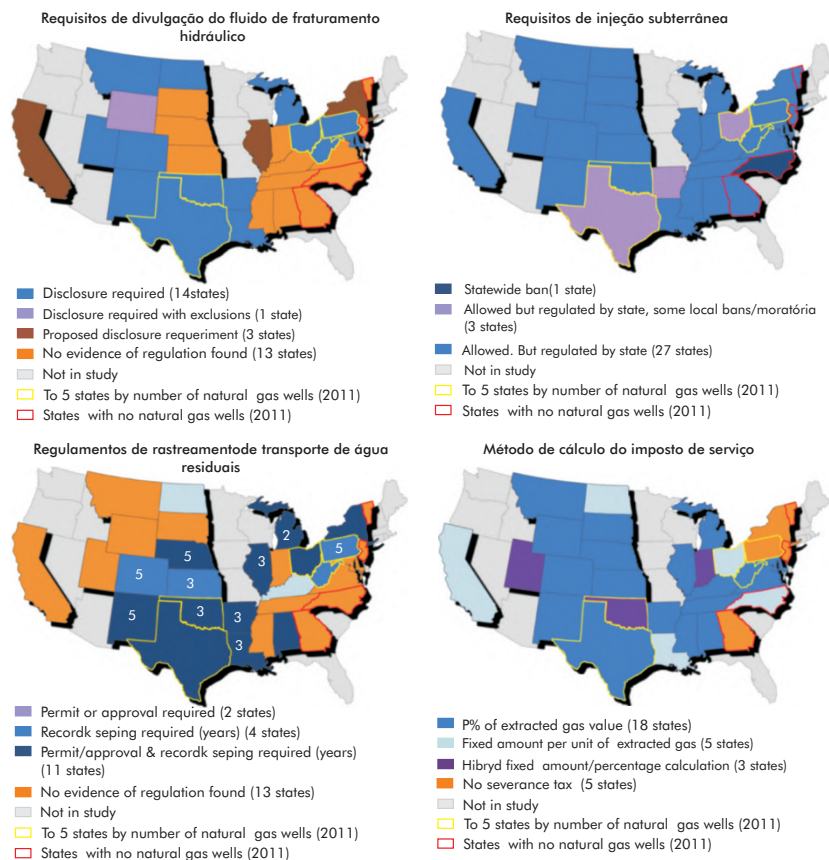 Requisitos de divulgação do fluido de fraturamento
hidráulico
Disclosure required (14states)
Disclosure required with exclusions (1 state)
Proposed disclosure requeriment (3 states)
No evidence of regulation found (13 states)
Not in study
To 5 states by number of natural gas wells (2011)
States with no natural gas wells (2011)
Requisitos de injeção subterrânea
Statewide ban(1 state)
Allowed but regulated by state, some local bans/moratória
(3 states)
Allowed. But regulated by state (27 states)
Not in study
To 5 states by number of natural gas wells (2011)
States with no natural gas wells (2011)
Regulamentos de rastreamentode transporte de água
residuais
2
3
5
5
5
3
5
3
3
3
Permit or approval required (2 states)
Recordk seping required (years) (4 states)
Permit/approval & recordk seping required (years)
(11 states)
No evidence of regulation found (13 states)
Not in study
To 5 states by number of natural gas wells (2011)
States with no natural gas wells (2011)
Método de cálculo do imposto de serviço
P% of extracted gas value (18 states)
Fixed amount per unit of extracted gas (5 states)
Hibryd fixed amount/percentage calculation (3 states)
No severance tax (5 states)
Not in study
To 5 states by number of natural gas wells (2011)
States with no natural gas wells (2011)